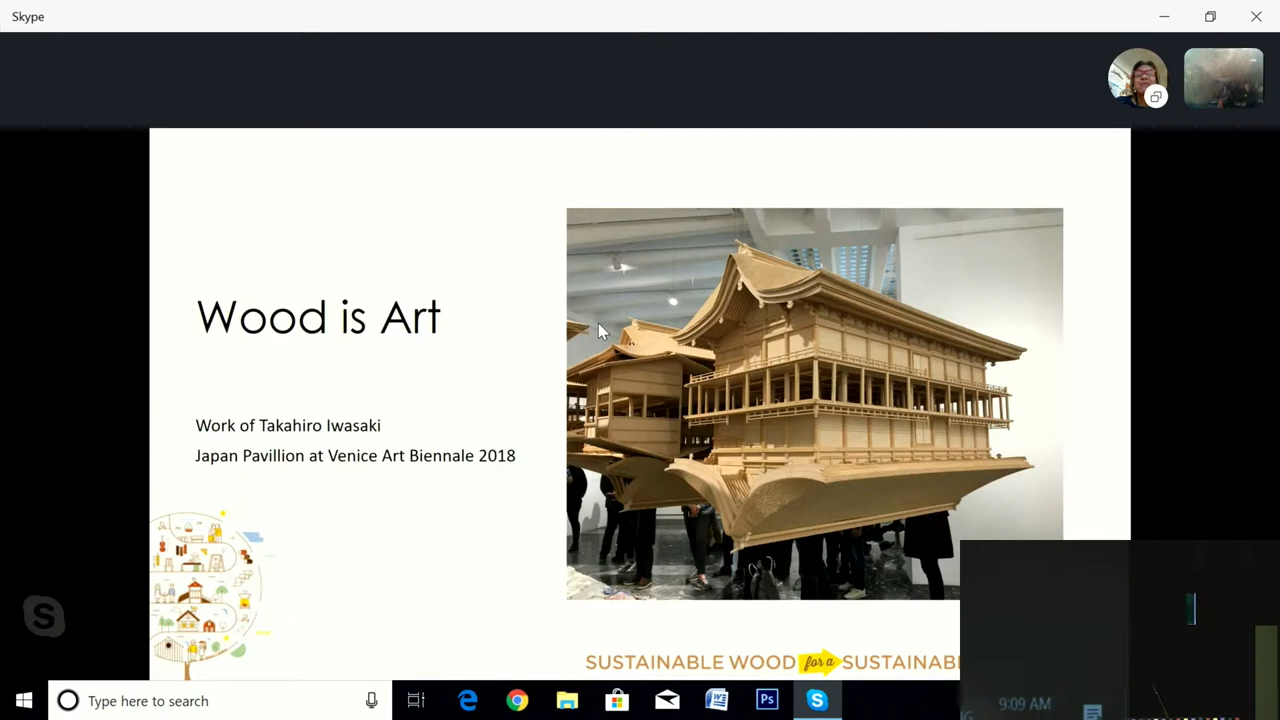 Skype
Wood is Art
Work of Takahiro Iwasaki
Japan Pavillion at Venice Art Biennale 2018
SUSTAINABLE WOOD for a SUSTAINABL
S
Type here to search
9:09 AM